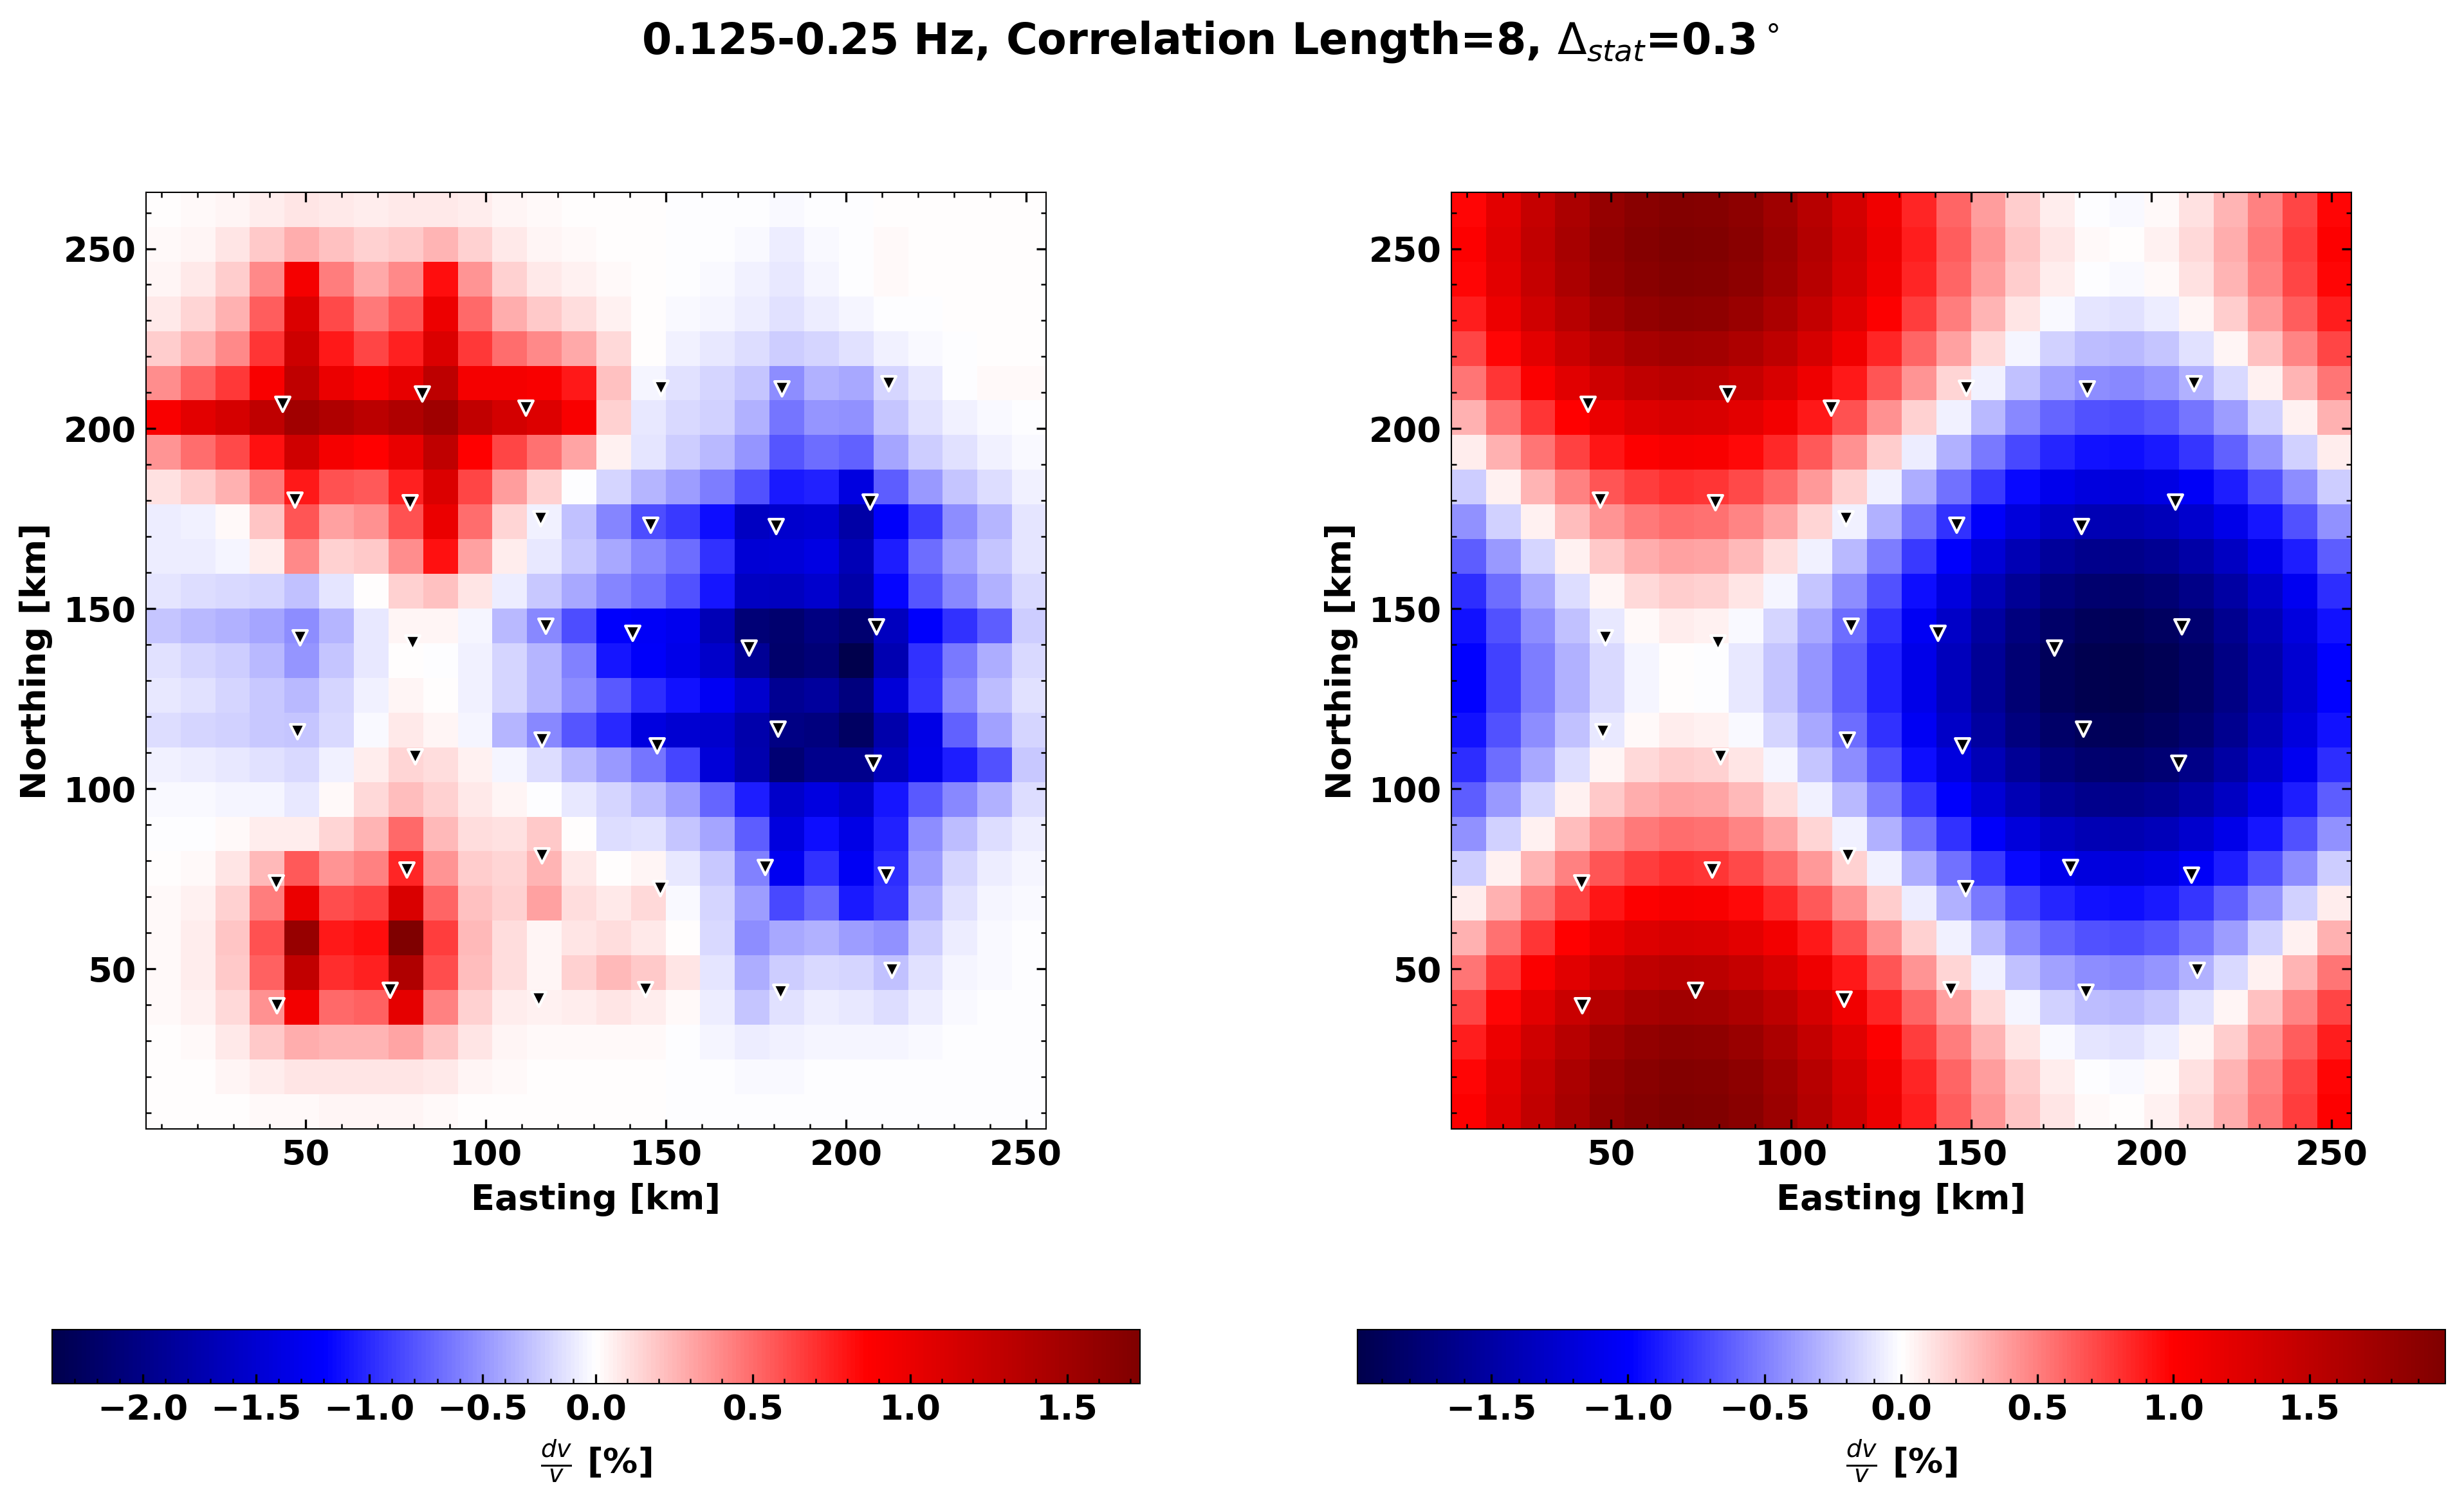 0.125-0.25 Hz, Correlation Length=8, Δ_stat=0.3°
250
200
150
100
50
Northing [km]
50 100 150 200 250
Easting [km]
−2.0 −1.5 −1.0 −0.5 0.0 0.5 1.0 1.5
dv/v [%]
250
200
150
100
50
Northing [km]
50 100 150 200 250
Easting [km]
−1.5 −1.0 −0.5 0.0 0.5 1.0 1.5
dv/v [%]